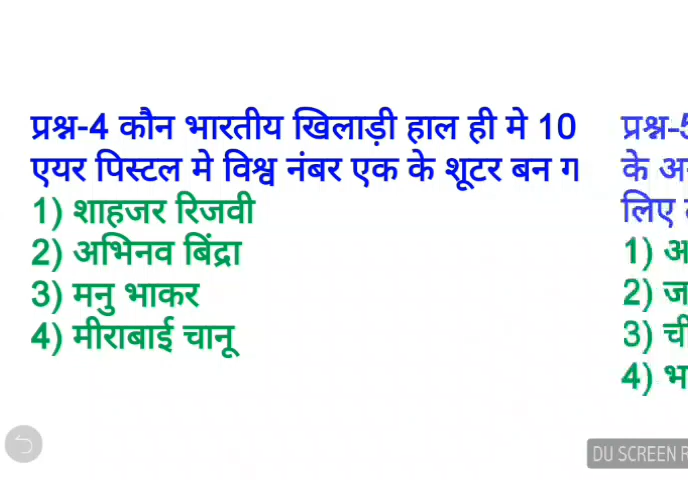 प्रश्न-4 कौन भारतीय खिलाड़ी हाल ही मे 10
एयर पिस्टल मे विश्व नंबर एक के शूटर बन ग
1) शाहजर रिजवी
2) अभिनव बिंद्रा
3) मनु भाकर
4) मीराबाई चानू
प्रश्न-5
के अ
लिए
1) अ
2) ज
3) ची
4) भ
DU SCREEN R